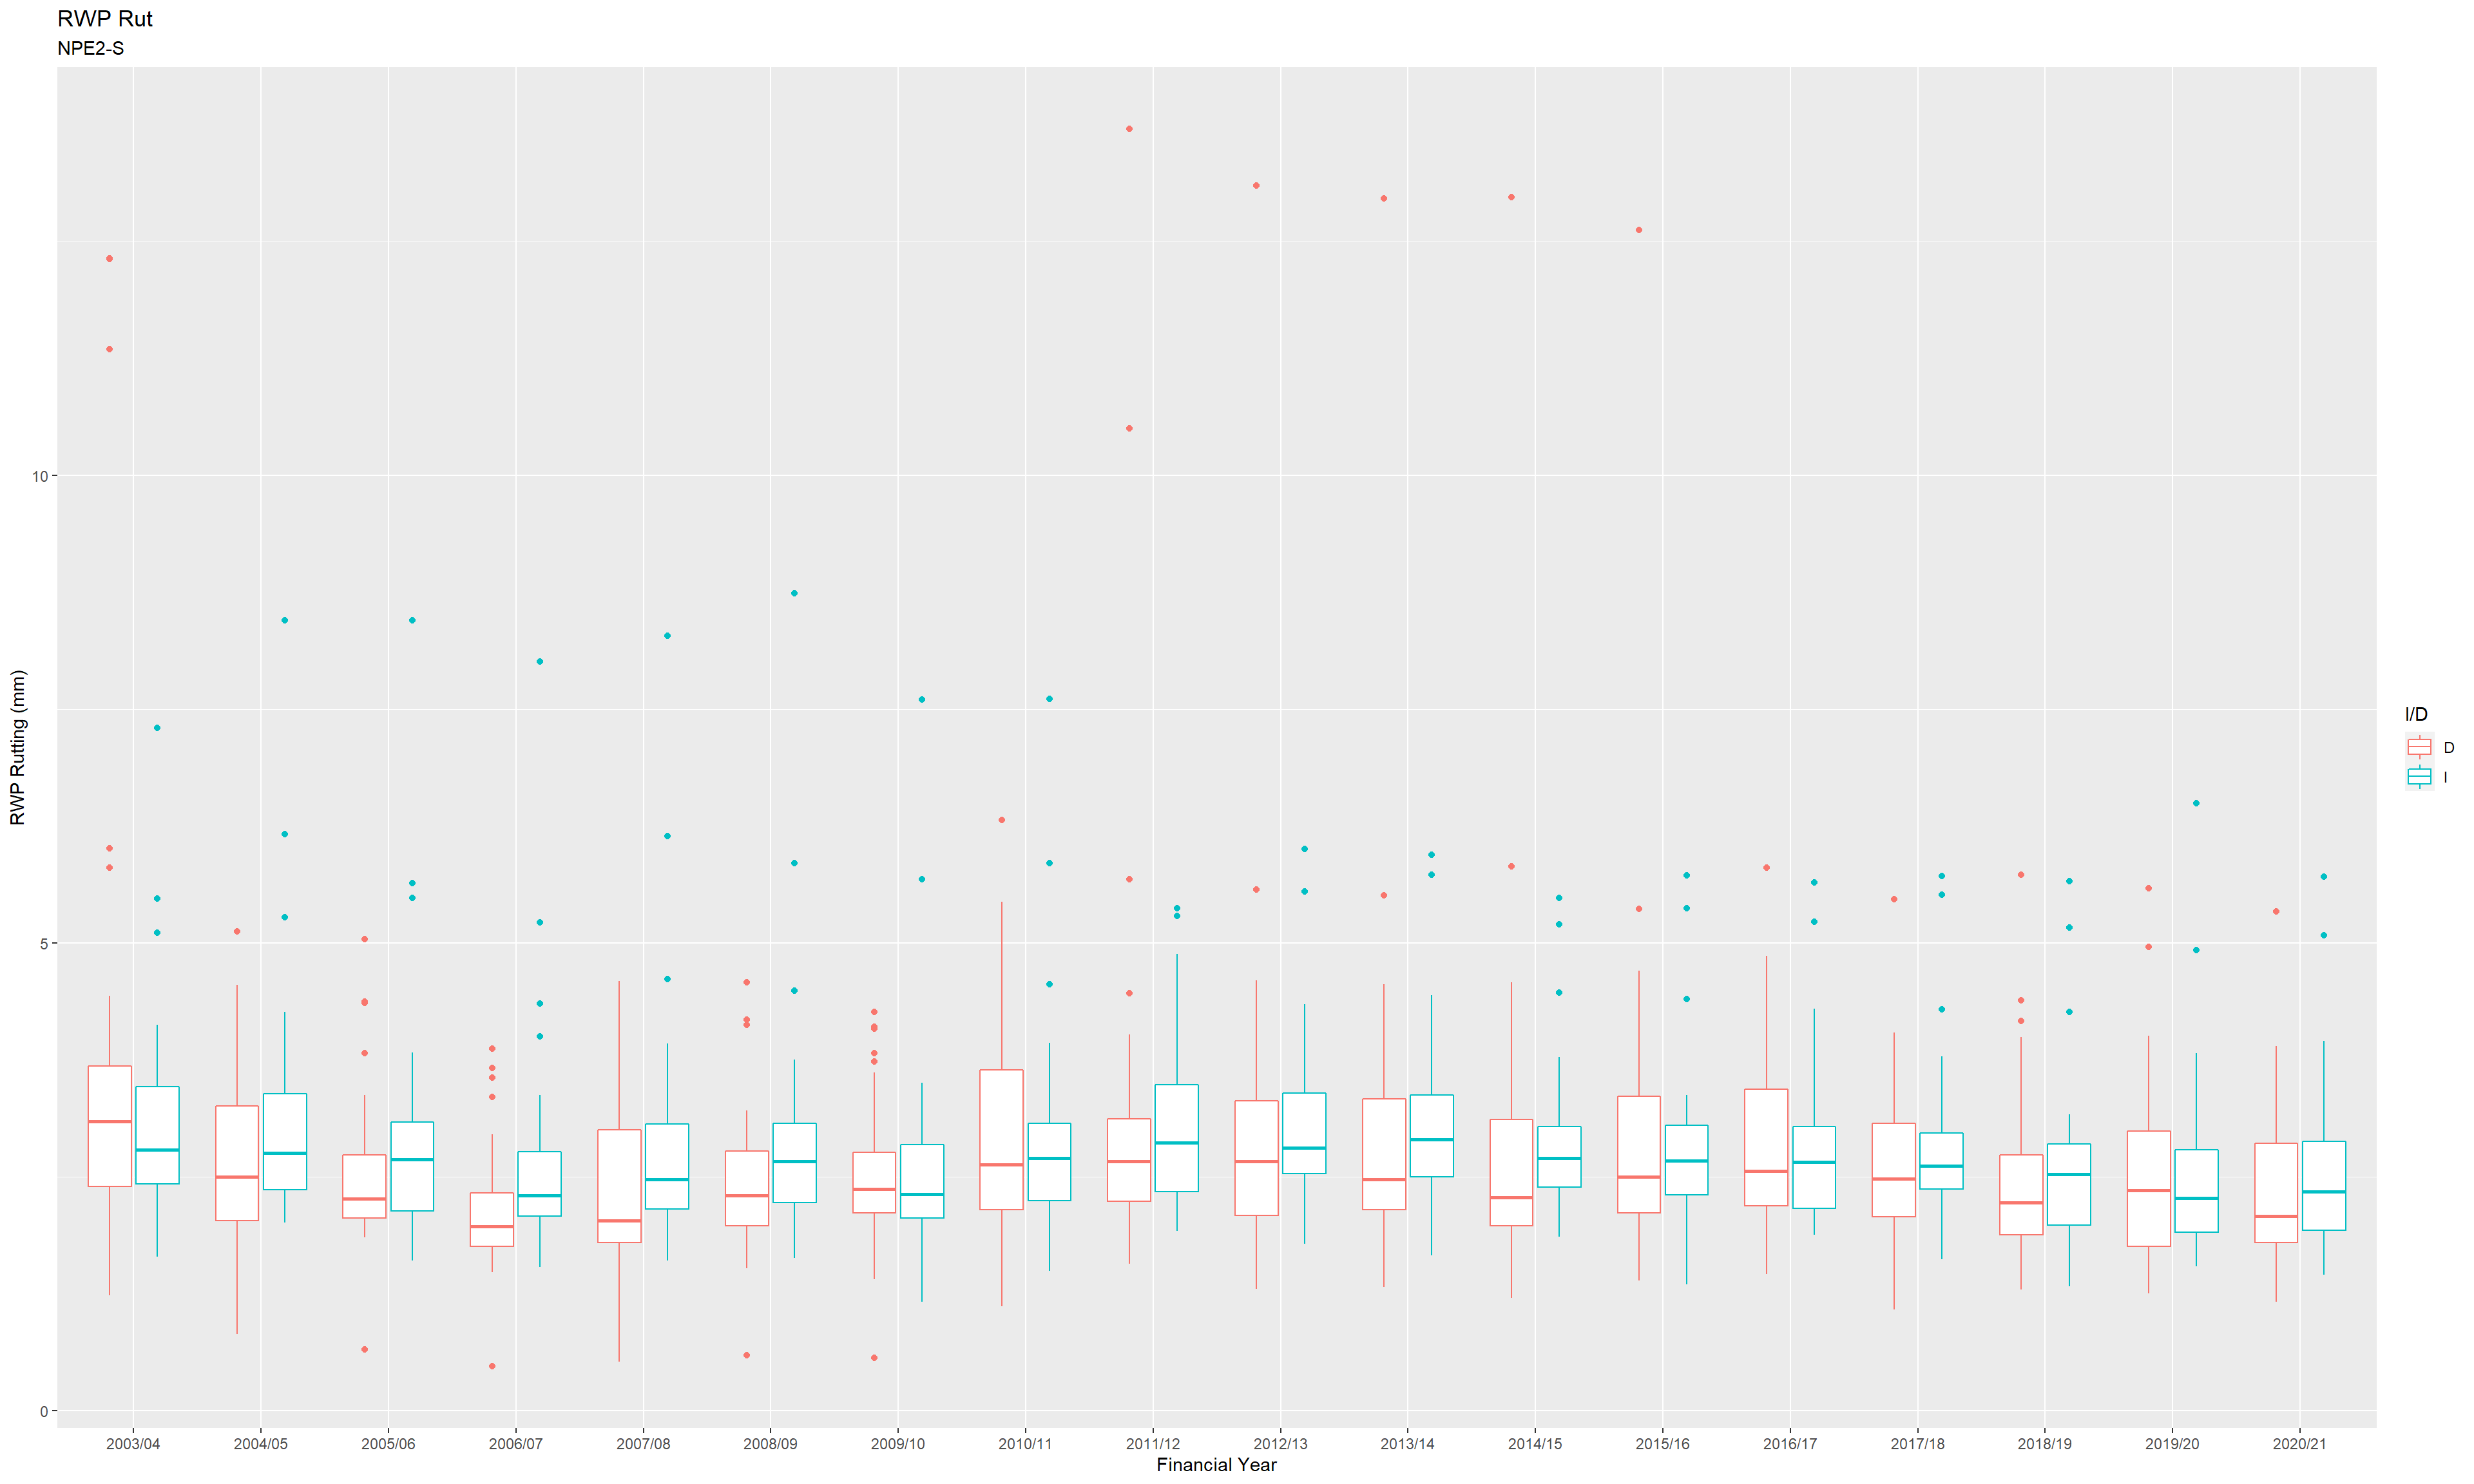 RWP Rut
NPE2-S
RWP Rutting (mm)
10
5
0
2003/04 2004/05 2005/06 2006/07 2007/08 2008/09 2009/10 2010/11 2011/12 2012/13 2013/14 2014/15 2015/16 2016/17 2017/18 2018/19 2019/20 2020/21
Financial Year
I/D
D
I